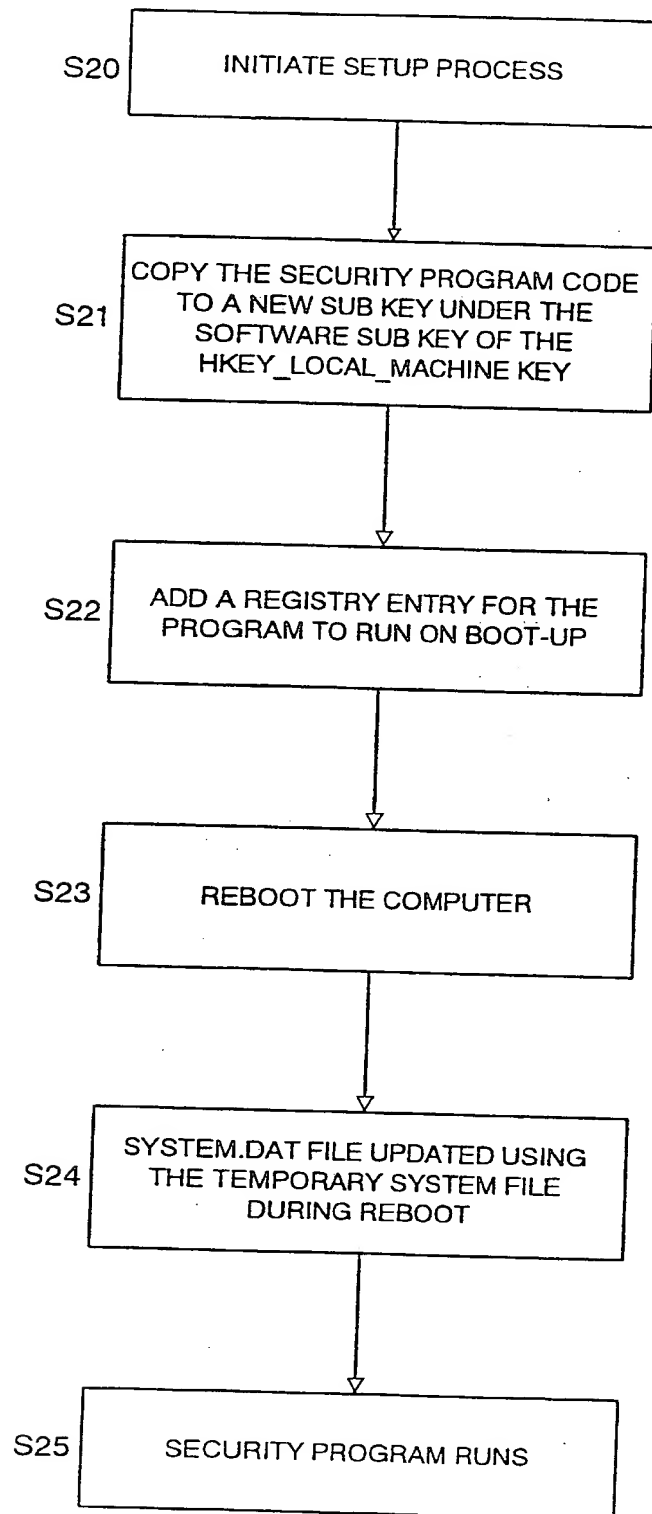 S20
INITIATE SETUP PROCESS
S21
COPY THE SECURITY PROGRAM CODE
TO A NEW SUB KEY UNDER THE
SOFTWARE SUB KEY OF THE
HKEY_LOCAL_MACHINE KEY
S22
ADD A REGISTRY ENTRY FOR THE
PROGRAM TO RUN ON BOOT-UP
S23
REBOOT THE COMPUTER
S24
SYSTEM.DAT FILE UPDATED USING
THE TEMPORARY SYSTEM FILE
DURING REBOOT
S25
SECURITY PROGRAM RUNS